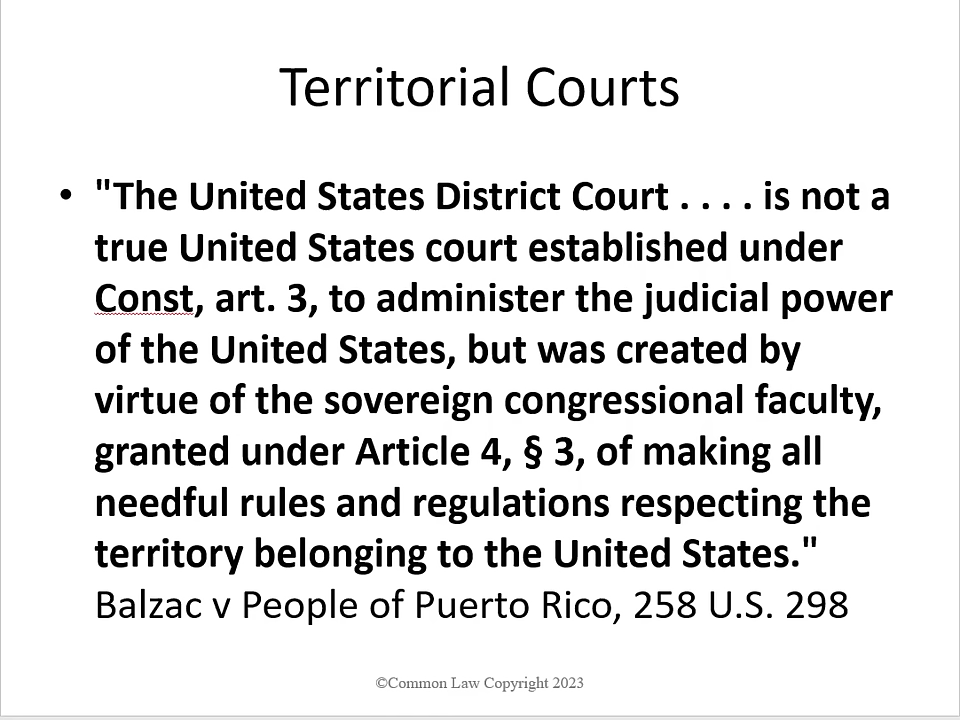 Territorial Courts
• "The United States District Court . . . . is not a
true United States court established under
Const, art. 3, to administer the judicial power
of the United States, but was created by
virtue of the sovereign congressional faculty,
granted under Article 4, § 3, of making all
needful rules and regulations respecting the
territory belonging to the United States."
Balzac v People of Puerto Rico, 258 U.S. 298
©Common Law Copyright 2023